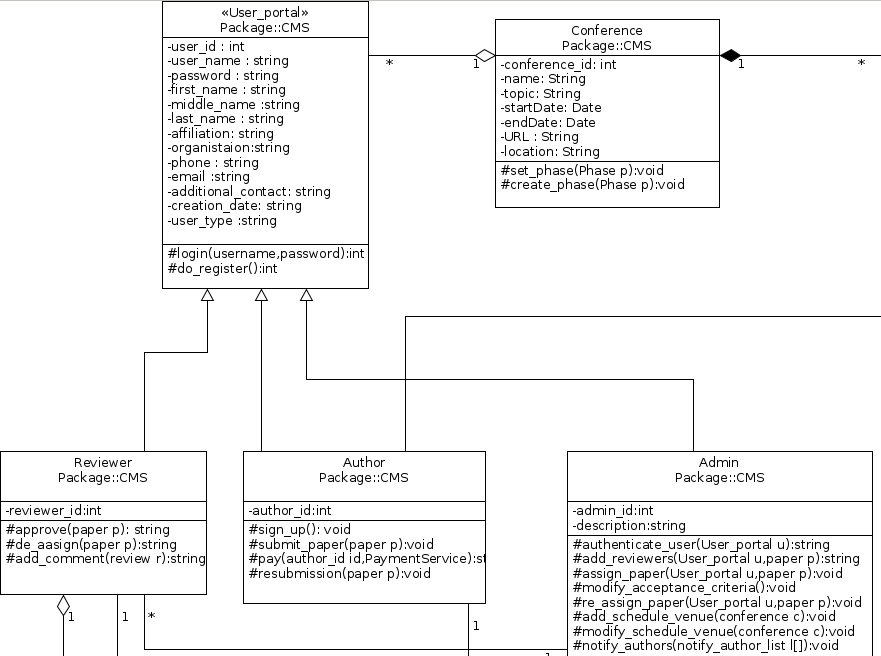 «User_portal»
Package::CMS
-user_id : int
-user_name : string
-password : string
-first_name : string
-middle_name :string
-last_name : string
-affiliation: string
-organistaion:string
-phone : string
-email :string
-additional_contact: string
-creation_date: string
-user_type :string
#login(username,password):int
#do_register():int
*
1
Conference
Package::CMS
-conference_id: int
-name: String
-topic: String
-startDate: Date
-endDate: Date
-URL : String
-location: String
#set_phase(Phase p):void
#create_phase(Phase p):void
1
*
Reviewer
Package::CMS
-reviewer_id:int
#approve(paper p): string
#de_aasign(paper p):string
#add_comment(review r):string
1
1
*
Author
Package::CMS
-author_id:int
#sign_up(): void
#submit_paper(paper p):void
#pay(author_id id,PaymentService):st
#resubmission(paper p):void
1
Admin
Package::CMS
-admin_id:int
-description:string
#authenticate_user(User_portal u):string
#add_reviewers(User_portal u,paper p):string
#assign_paper(User_portal u,paper p):void
#modify_acceptance_criteria():void
#re_assign_paper(User_portal u,paper p):void
#add_schedule_venue(conference c):void
#modify_schedule_venue(conference c):void
#notify_authors(notify_author_list l[]):void